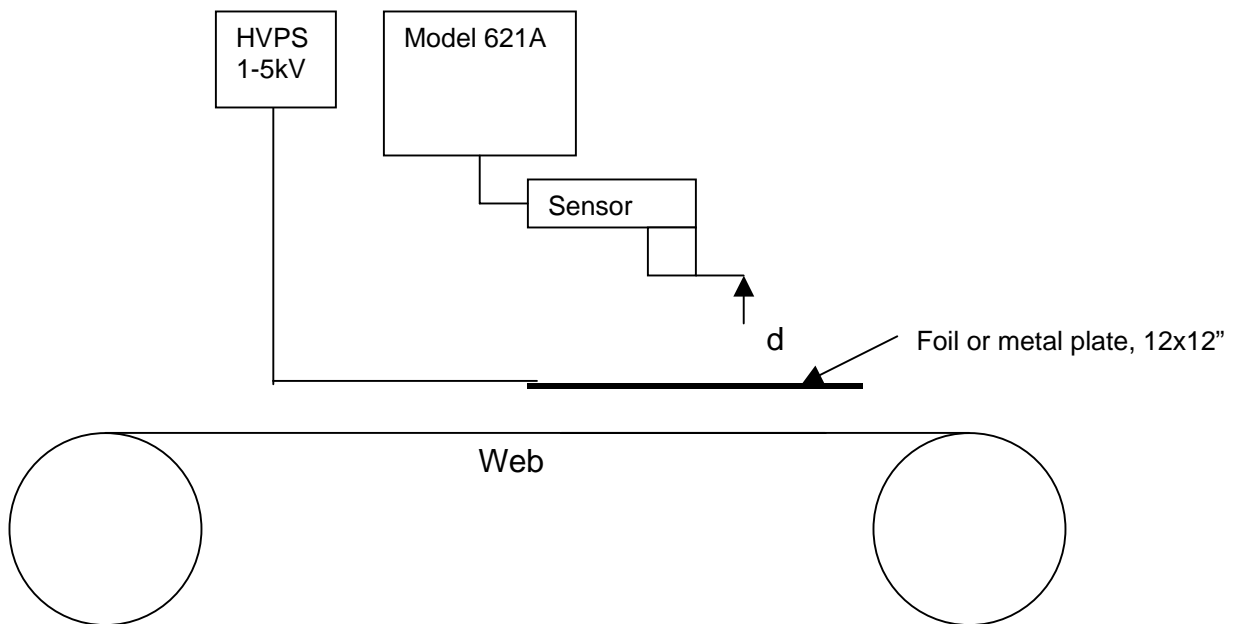 HVPS
1-5kV
Model 621A
Sensor
d
Foil or metal plate, 12x12”
Web